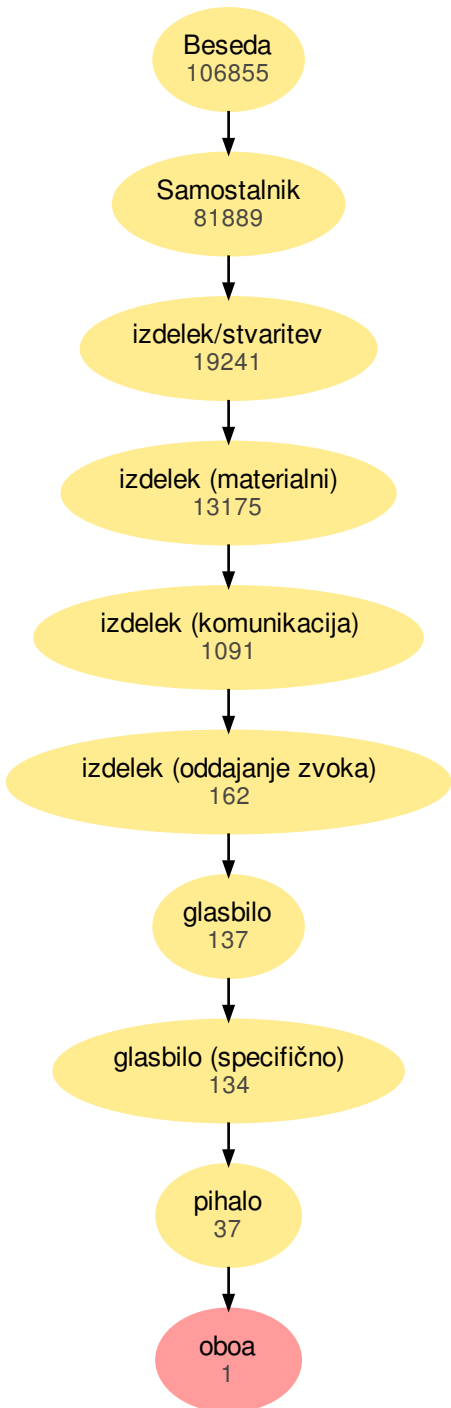 Beseda
106855
Samostalnik
81889
izdelek/stvaritev
19241
izdelek (materialni)
13175
izdelek (komunikacija)
1091
izdelek (oddajanje zvoka)
162
glasbilo
137
glasbilo (specifično)
134
pihalo
37
oboa
1